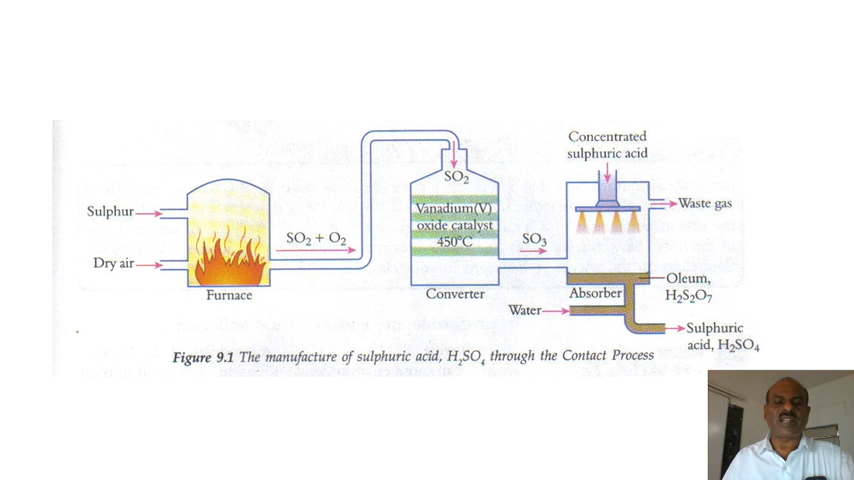 Concentrated
sulphuric acid
SO₂
Waste gas
Vanadium(V)
oxide catalyst
450°C
Sulphur
SO₂ + O₂
SO₃
Dry air
Oleum,
H₂S₂O₇
Furnace
Converter
Absorber
Water
Sulphuric
acid, H₂SO₄
Figure 9.1 The manufacture of sulphuric acid, H₂SO₄ through the Contact Process